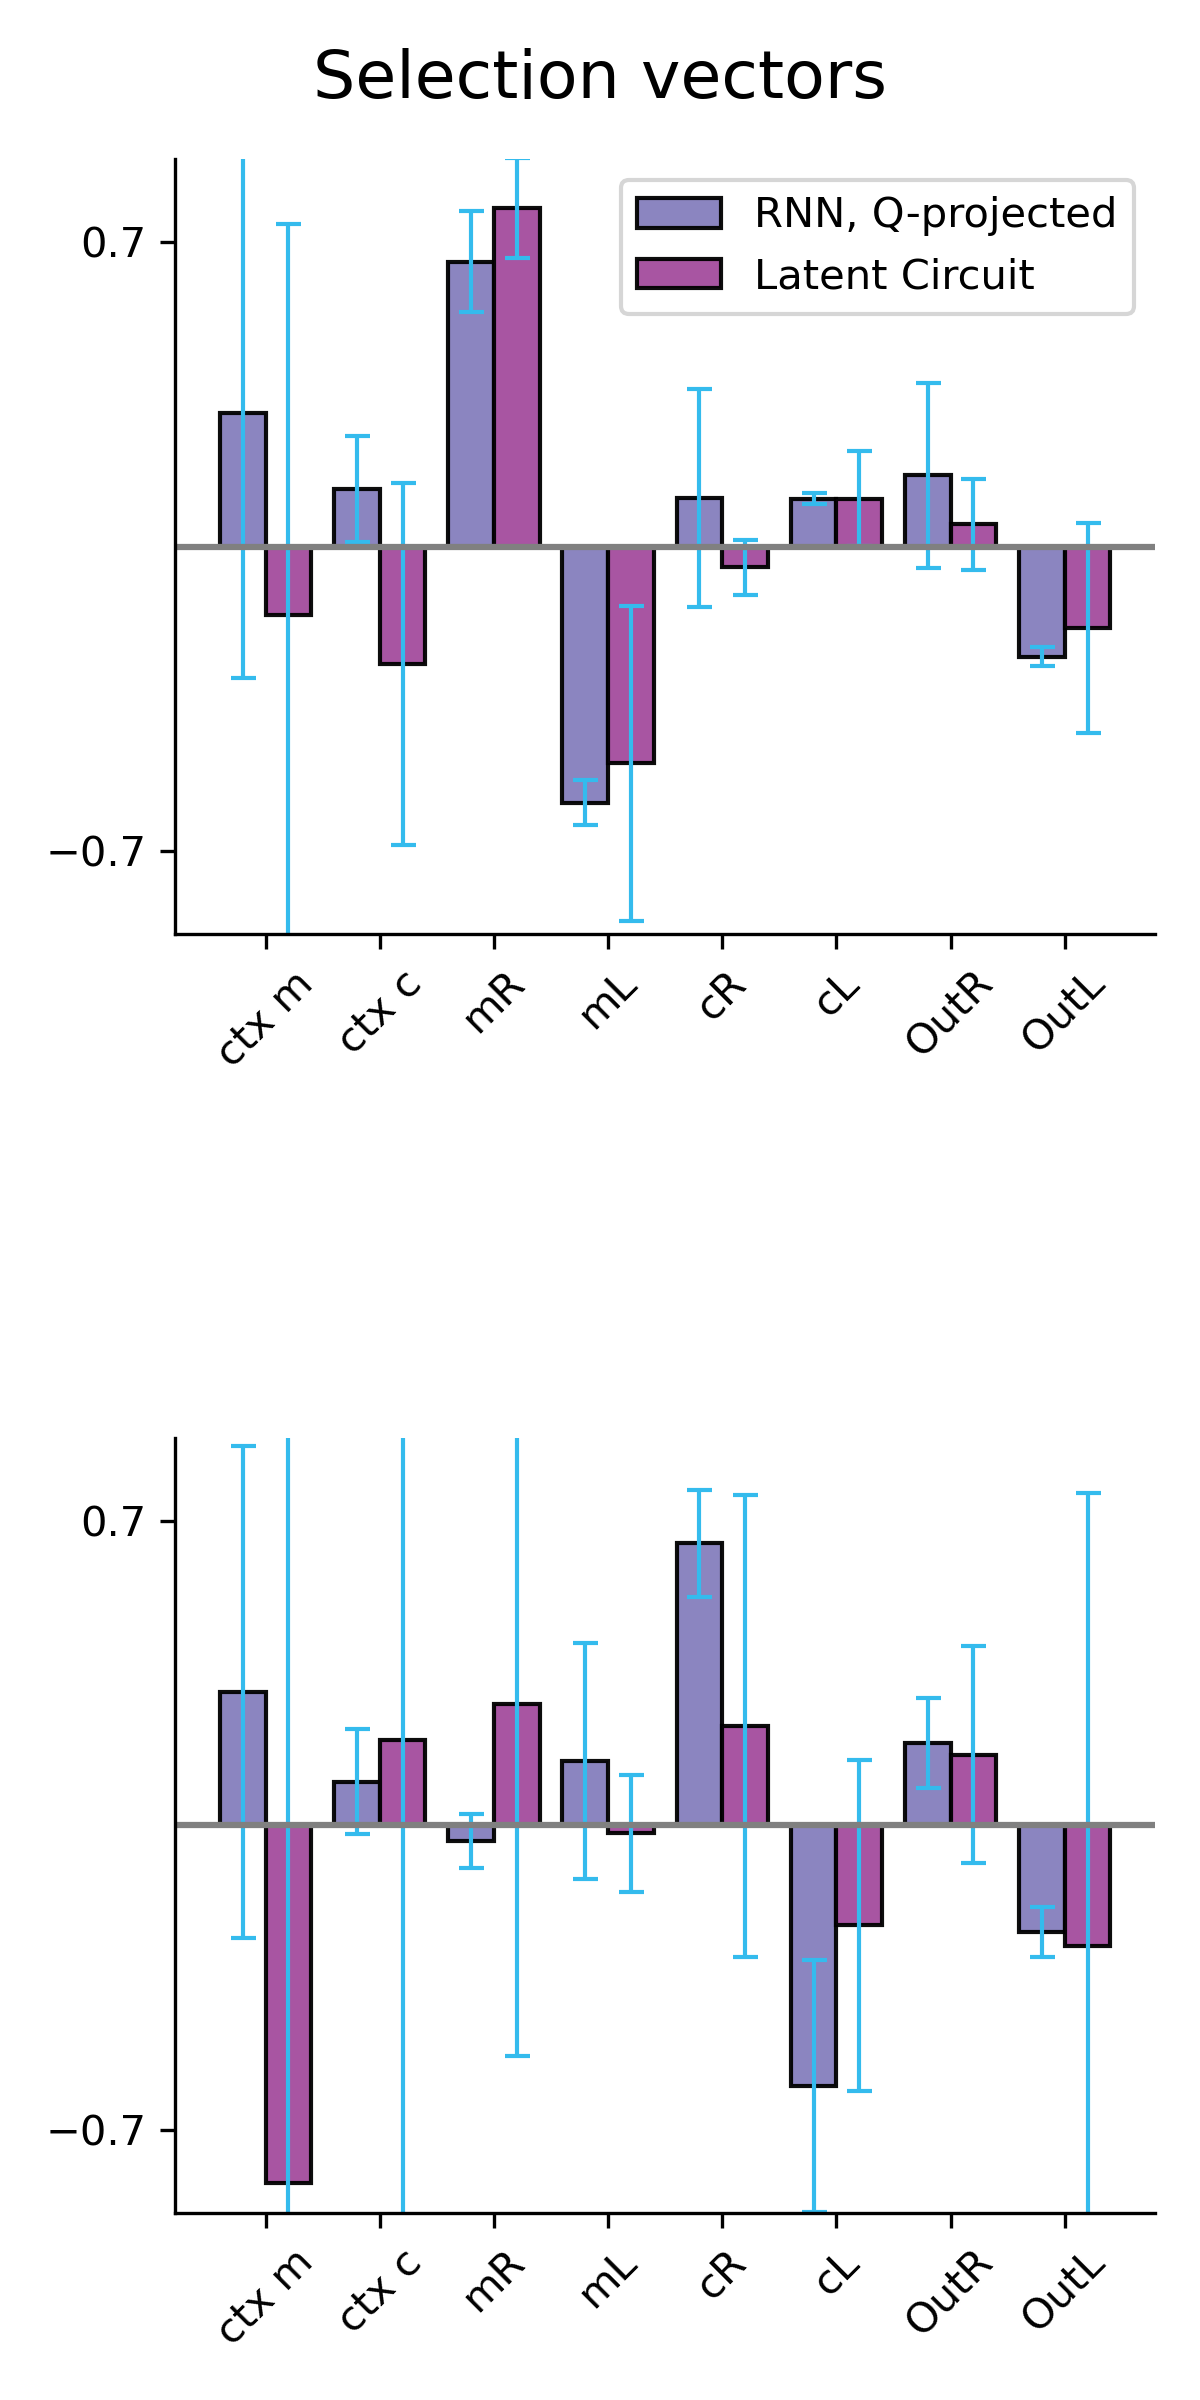 Selection vectors
0.7
−0.7
RNN, Q-projected
Latent Circuit
ctx m
ctx c
mR
mL
cR
cL
OutR
OutL
0.7
−0.7
ctx m
ctx c
mR
mL
cR
cL
OutR
OutL